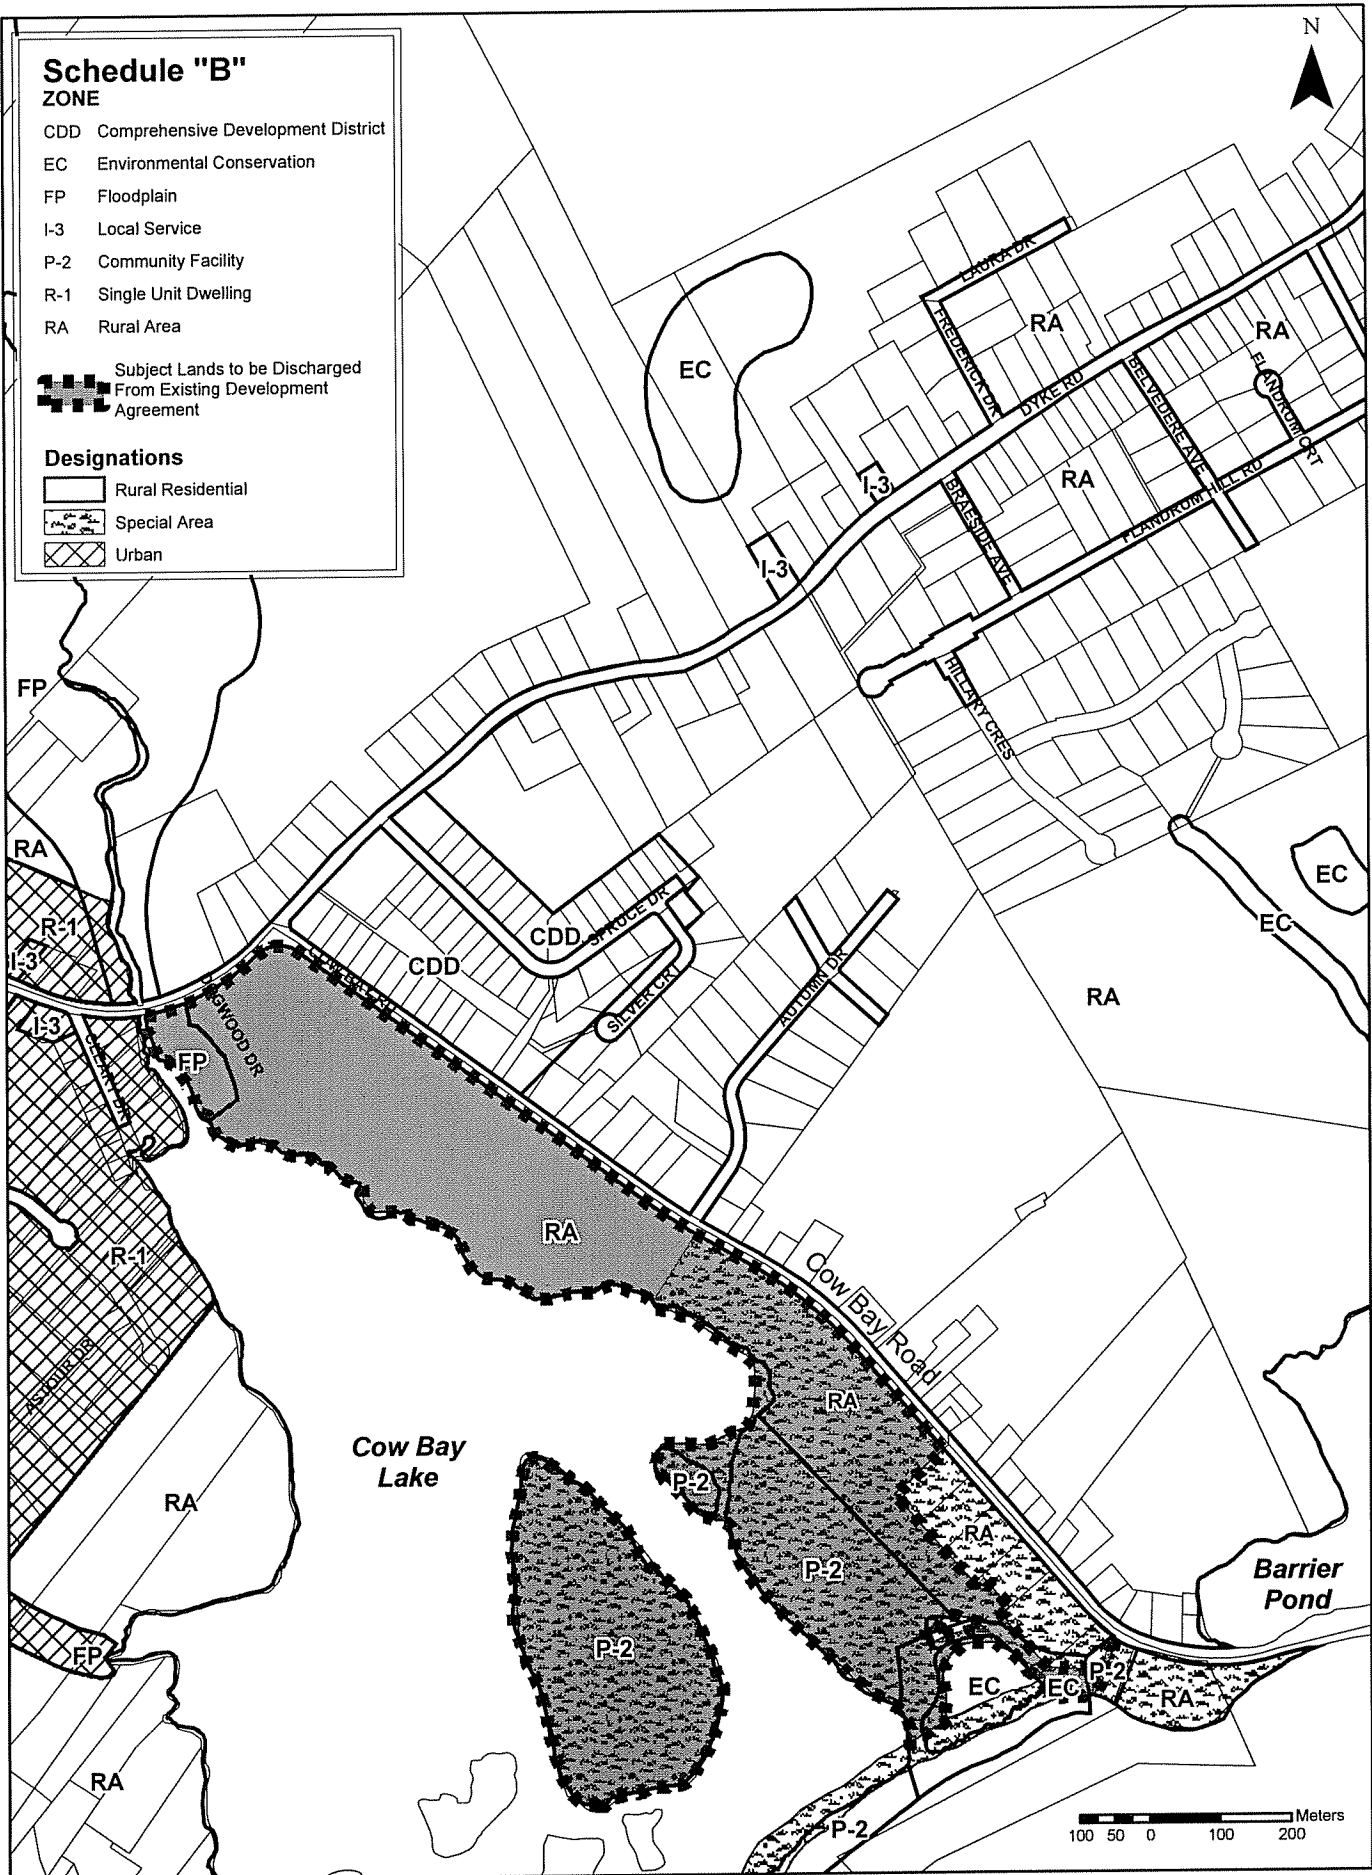 Schedule "B"
ZONE
CDD Comprehensive Development District
EC Environmental Conservation
FP Floodplain
I-3 Local Service
P-2 Community Facility
R-1 Single Unit Dwelling
RA Rural Area
Subject Lands to be Discharged
From Existing Development
Agreement
Designations
Rural Residential
Special Area
Urban
N
LAURA DR
FREDERICK DR
RA
RA
EC
DYKE RD
BELVEDERE AVE
FLANDRUM CRT
RA
I-3
BRAESIDE AVE
FLANDRUM HILL RD
I-3
HILLARY CRES
FP
RA
EC
EC
R-1
I-3
CDD
SPRUCE DR
CDD
SILVER CRT
AUTUMN DR
RA
I-3
DOGWOOD DR
FP
R-1
RA
Cow Bay Road
RA
Cow Bay
Lake
P-2
RA
RA
P-2
Barrier
Pond
P-2
FP
EC
EC
P-2
RA
RA
P-2
Meters
100 50 0 100 200